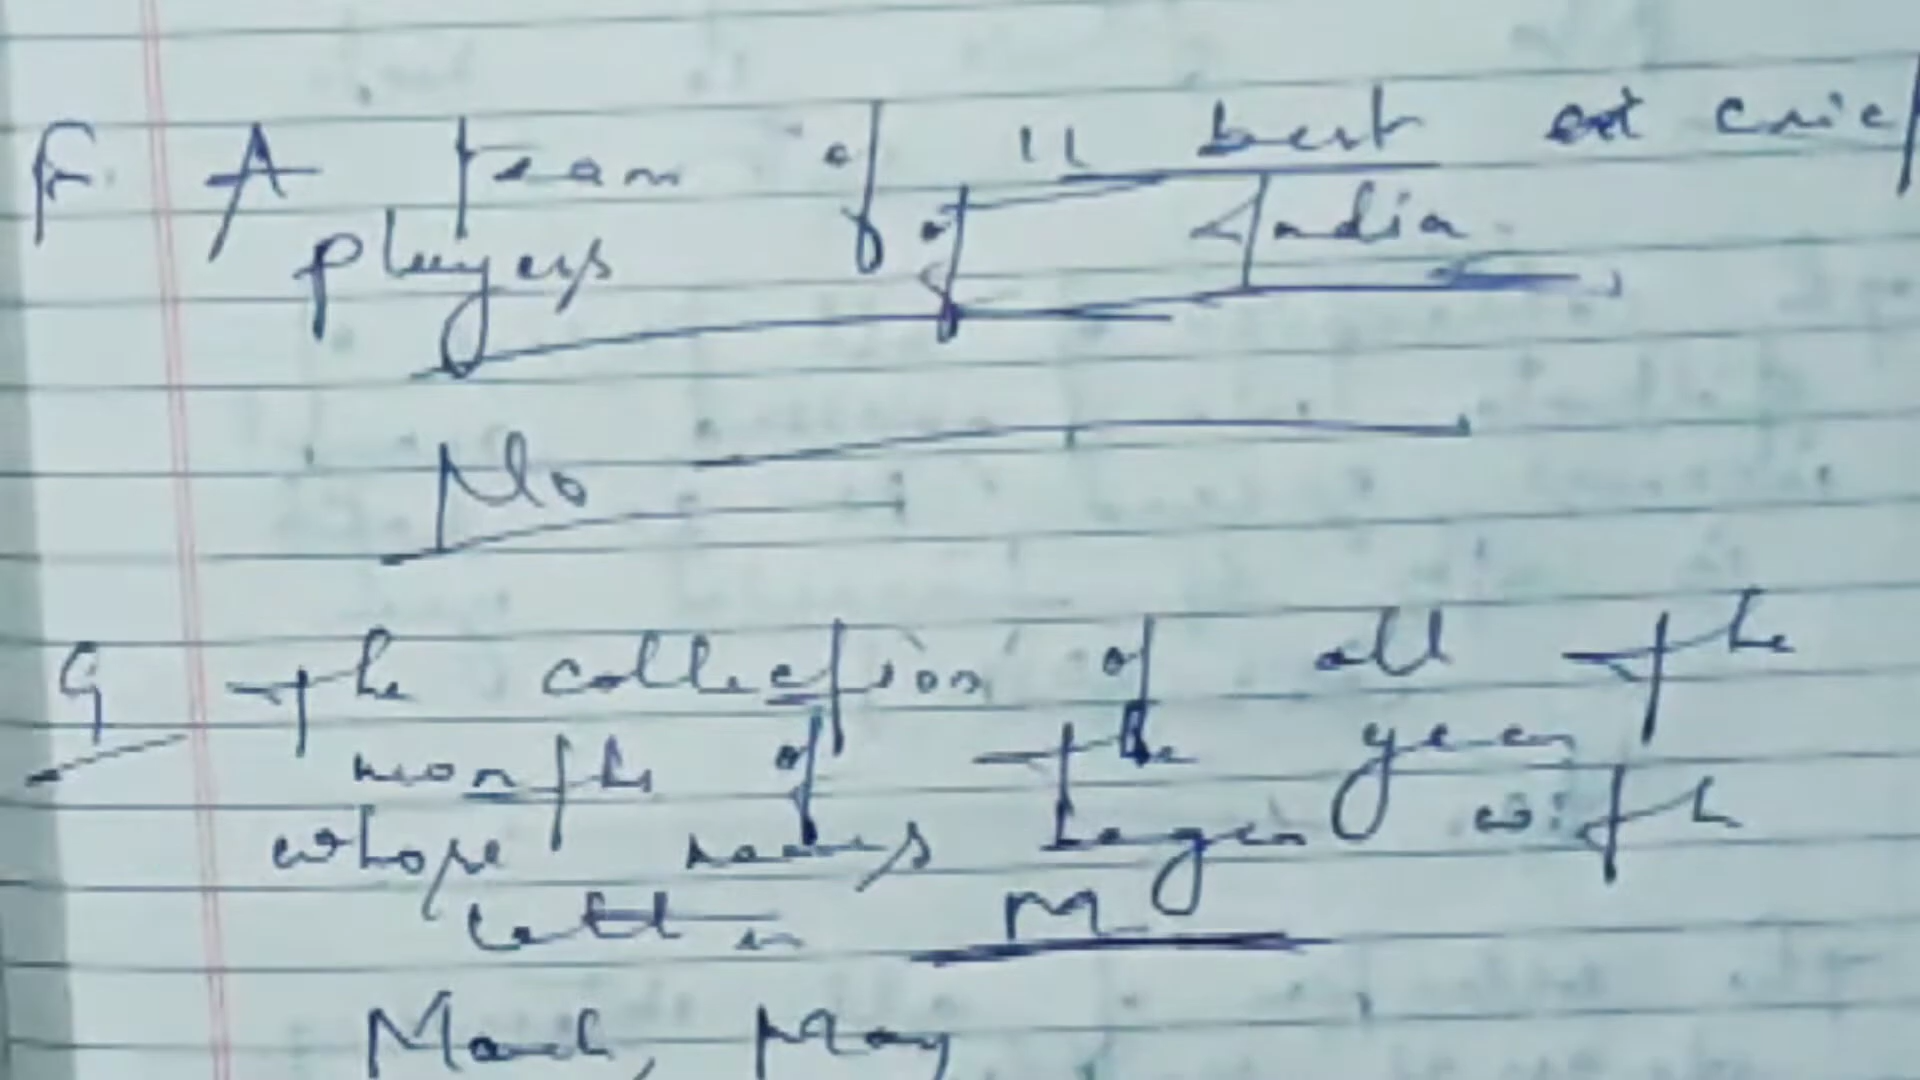 F. A team of 11 best cric
players of India.
No
G The collection of all the
months of the year
whose names began with
letter M
March, May